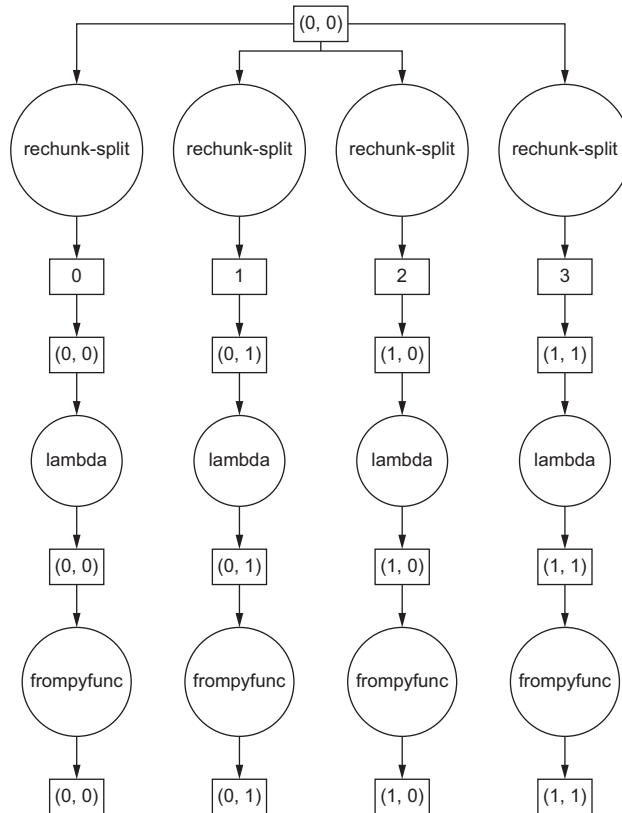 (0, 0)
rechunk-split rechunk-split rechunk-split rechunk-split
0 1 2 3
(0, 0) (0, 1) (1, 0) (1, 1)
lambda lambda lambda lambda
(0, 0) (0, 1) (1, 0) (1, 1)
frompyfunc frompyfunc frompyfunc frompyfunc
(0, 0) (0, 1) (1, 0) (1, 1)